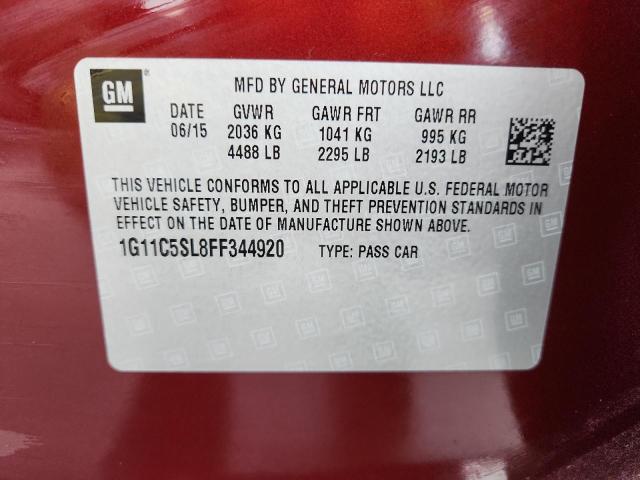 GM
MFD BY GENERAL MOTORS LLC
DATE GVWR GAWR FRT GAWR RR
06/15 2036 KG 1041 KG 995 KG
4488 LB 2295 LB 2193 LB
THIS VEHICLE CONFORMS TO ALL APPLICABLE U.S. FEDERAL MOTOR
VEHICLE SAFETY, BUMPER, AND THEFT PREVENTION STANDARDS IN
EFFECT ON THE DATE OF MANUFACTURE SHOWN ABOVE.
1G11C5SL8FF344920 TYPE: PASS CAR